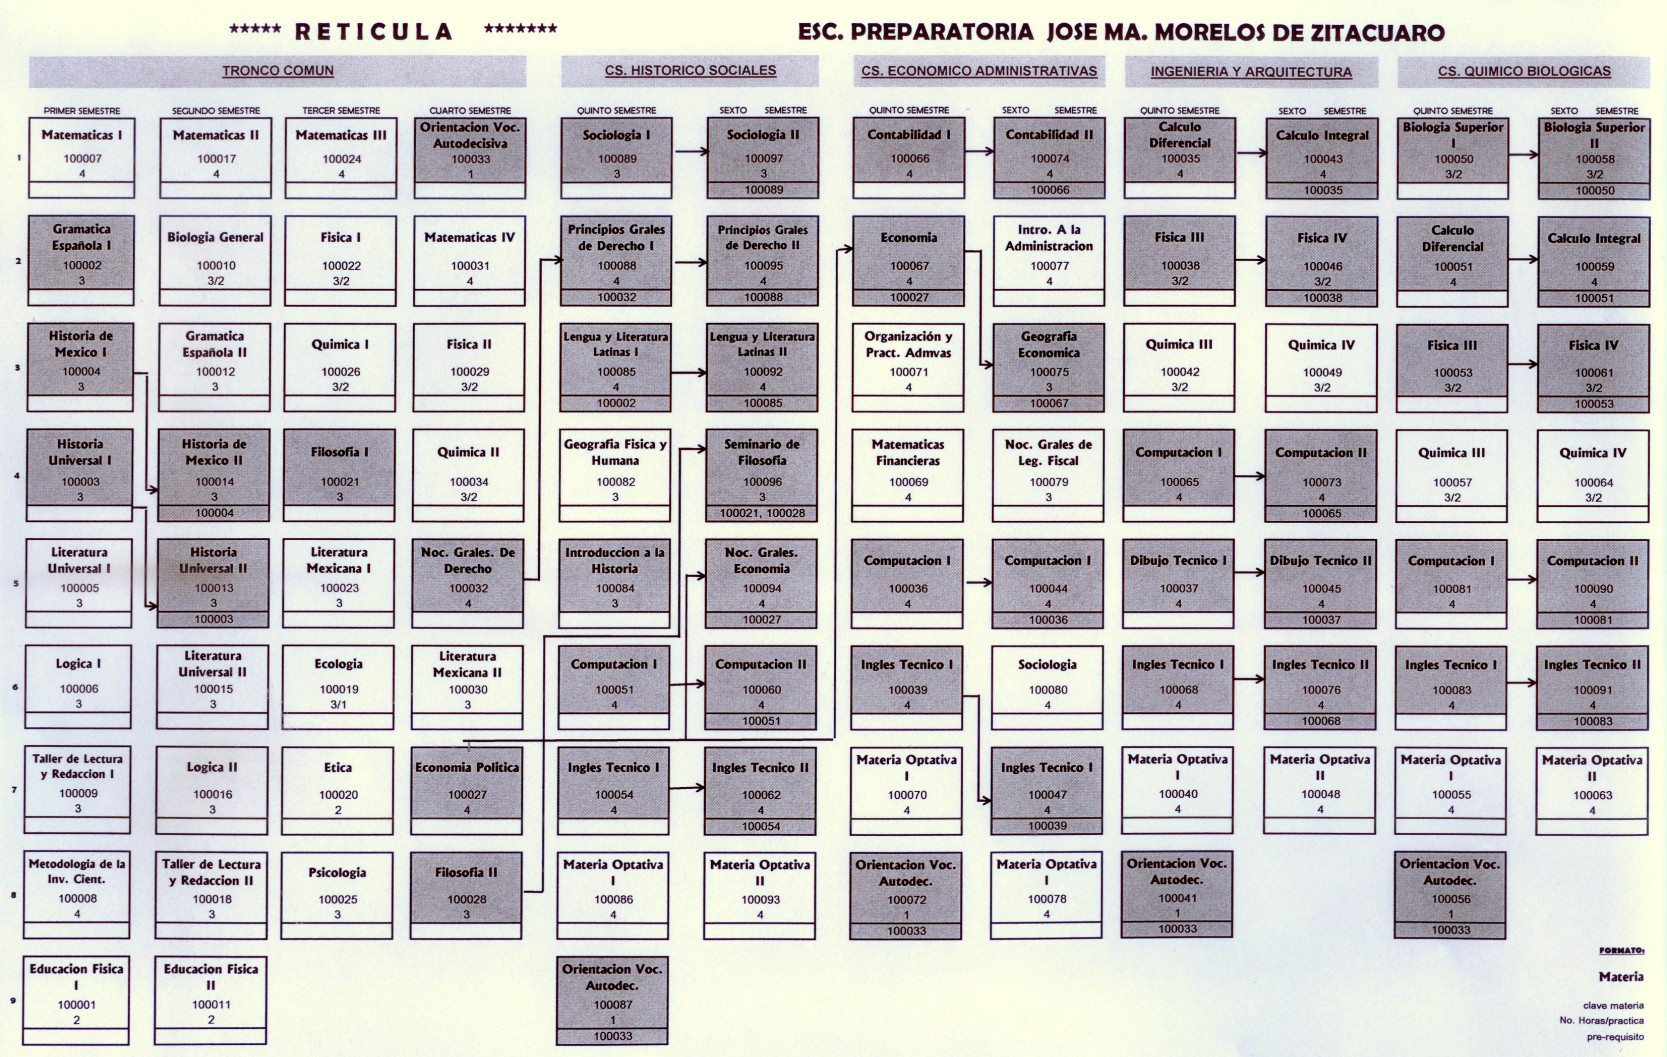 ***** RETICULA *******
ESC. PREPARATORIA JOSE MA. MORELOS DE ZITACUARO
TRONCO COMUN
CS. HISTORICO SOCIALES
CS. ECONOMICO ADMINISTRATIVAS
INGENIERIA Y ARQUITECTURA
CS. QUIMICO BIOLOGICAS
PRIMER SEMESTRE
1
Matematicas I
100007
4
2
Gramatica
Española I
100002
3
3
Historia de
Mexico I
100004
3
4
Historia
Universal I
100003
3
5
Literatura
Universal I
100005
3
6
Logica I
100006
3
7
Taller de Lectura
y Redaccion I
100009
3
8
Metodologia de la
Inv. Cient.
100008
4
9
Educacion Fisica
I
100001
2
SEGUNDO SEMESTRE
Matematicas II
100017
4
Biologia General
100010
3/2
Gramatica
Española II
100012
3
Historia de
Mexico II
100014
3
100004
Historia
Universal II
100013
3
100003
Literatura
Universal II
100015
3
Logica II
100016
3
Taller de Lectura
y Redaccion II
100018
3
Educacion Fisica
II
100011
2
TERCER SEMESTRE
Matematicas III
100024
4
Fisica I
100022
3/2
Quimica I
100026
3/2
Filosofia I
100021
3
Literatura
Mexicana I
100023
3
Ecologia
100019
3/1
Etica
100020
2
Psicologia
100025
3
CUARTO SEMESTRE
Orientacion Voc.
Autodecisiva
100033
1
Matematicas IV
100031
4
Fisica II
100029
3/2
Quimica II
100034
3/2
Noc. Grales. De
Derecho
100032
4
Literatura
Mexicana II
100030
3
Economia Politica
100027
4
Filosofia II
100028
3
QUINTO SEMESTRE
Sociologia I
100089
3
Principios Grales
de Derecho I
100088
4
100032
Lengua y Literatura
Latinas I
100085
4
100002
Geografia Fisica y
Humana
100082
3
Introduccion a la
Historia
100084
3
Computacion I
100051
4
Ingles Tecnico I
100054
4
Materia Optativa
I
100086
4
Orientacion Voc.
Autodec.
100087
1
100033
SEXTO SEMESTRE
Sociologia II
100097
3
100089
Principios Grales
de Derecho II
100095
4
100088
Lengua y Literatura
Latinas II
100092
4
100085
Seminario de
Filosofia
100096
3
100021, 100028
Noc. Grales.
Economia
100094
4
100027
Computacion II
100060
4
100051
Ingles Tecnico II
100062
4
100054
Materia Optativa
II
100093
4
QUINTO SEMESTRE
Contabilidad I
100066
4
Economia
100067
4
100027
Organización y
Pract. Admvas
100071
4
Matematicas
Financieras
100069
4
Computacion I
100036
4
Ingles Tecnico I
100039
4
Materia Optativa
I
100070
4
Orientacion Voc.
Autodec.
100072
1
100033
SEXTO SEMESTRE
Contabilidad II
100074
4
100066
Intro. A la
Administracion
100077
4
Geografia
Economica
100075
3
100067
Noc. Grales de
Leg. Fiscal
100079
3
Computacion I
100044
4
100036
Sociologia
100080
4
Ingles Tecnico I
100047
4
100039
Materia Optativa
I
100078
4
QUINTO SEMESTRE
Calculo
Diferencial
100035
4
Fisica III
100038
3/2
Quimica III
100042
3/2
Computacion I
100065
4
Dibujo Tecnico I
100037
4
Ingles Tecnico I
100068
4
Materia Optativa
I
100040
4
Orientacion Voc.
Autodec.
100041
1
100033
SEXTO SEMESTRE
Calculo Integral
100043
4
100035
Fisica IV
100046
3/2
100038
Quimica IV
100049
3/2
Computacion II
100073
4
100065
Dibujo Tecnico II
100045
4
100037
Ingles Tecnico II
100076
4
100068
Materia Optativa
II
100048
4
QUINTO SEMESTRE
Biologia Superior
I
100050
3/2
Calculo
Diferencial
100051
4
Fisica III
100053
3/2
Quimica III
100057
3/2
Computacion I
100081
4
Ingles Tecnico I
100083
4
Materia Optativa
I
100055
4
Orientacion Voc.
Autodec.
100056
1
100033
SEXTO SEMESTRE
Biologia Superior
II
100058
3/2
100050
Calculo Integral
100059
4
100051
Fisica IV
100061
3/2
100053
Quimica IV
100064
3/2
Computacion II
100090
4
100081
Ingles Tecnico II
100091
4
100083
Materia Optativa
II
100063
4
FORMATO:
Materia
clave materia
No. Horas/practica
pre-requisito